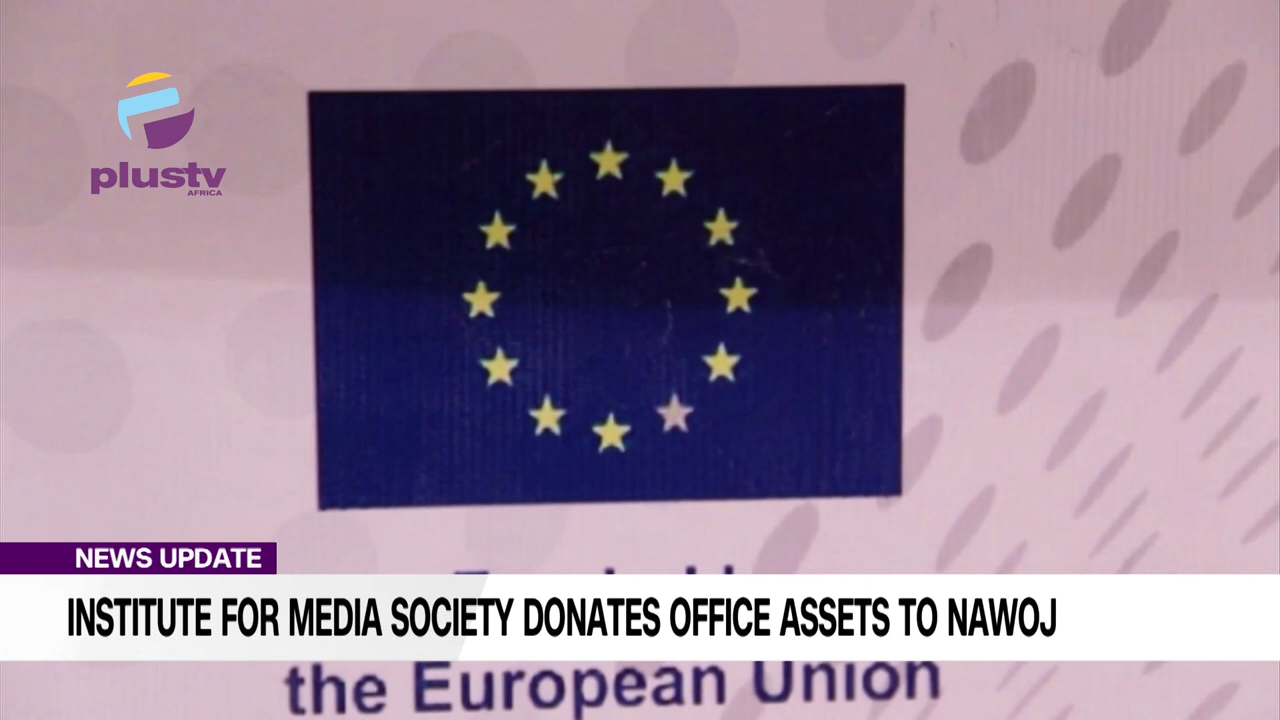 plustv
AFRICA
NEWS UPDATE
INSTITUTE FOR MEDIA SOCIETY DONATES OFFICE ASSETS TO NAWOJ
the European Union